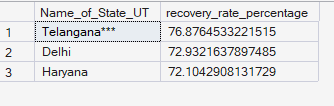 Name_of_State_UT recovery_rate_percentage
1 Telangana*** 76.8764533221515
2 Delhi 72.9321637897485
3 Haryana 72.1042908131729